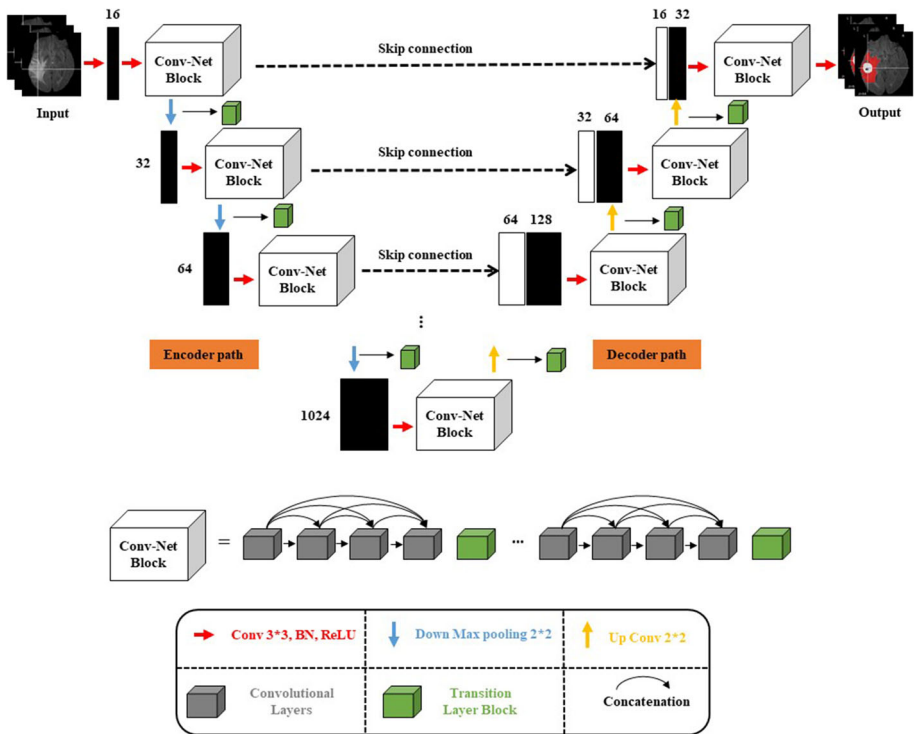 16
16 32
Conv-Net
Block
Skip connection
Conv-Net
Block
Input
Output
32 64
32
Conv-Net
Block
Skip connection
Conv-Net
Block
64 128
64
Conv-Net
Block
Skip connection
Conv-Net
Block
...
Encoder path
Decoder path
1024
Conv-Net
Block
Conv-Net
Block
= ...
Conv 3*3, BN, ReLU
Down Max pooling 2*2
Up Conv 2*2
Convolutional
Layers
Transition
Layer Block
Concatenation